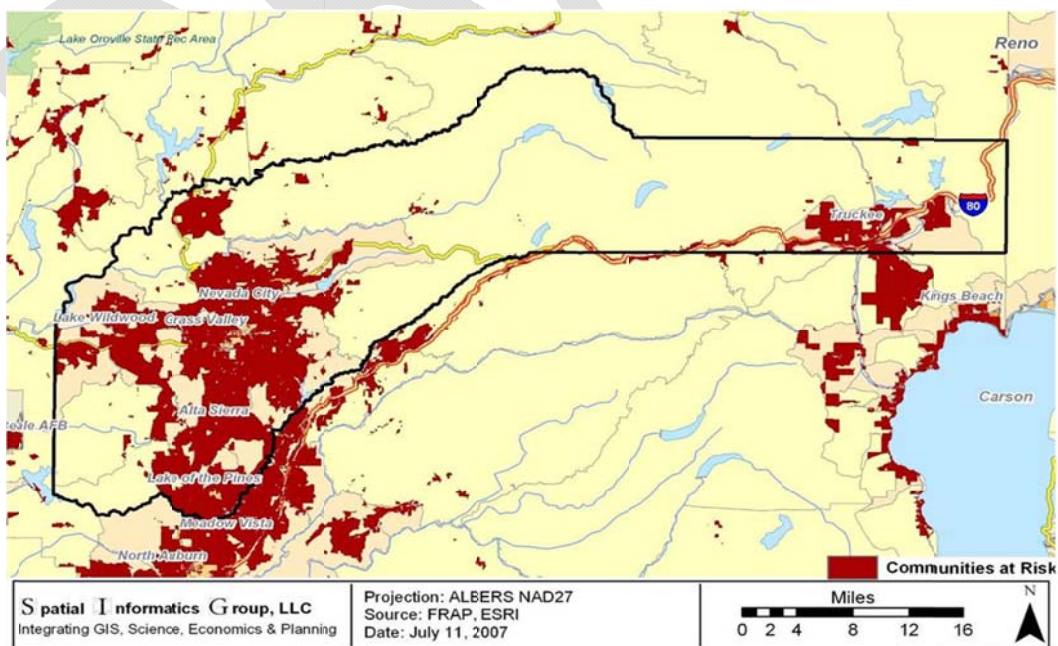 Lake Oroville State Rec Area
Reno
80
Truckee
Nevada City
Kings Beach
Lake Wildwood
Grass Valley
Carson
Alta Sierra
Beale AFB
Lake of the Pines
Meadow Vista
North Auburn
Communities at Risk
Spatial Informatics Group, LLC
Integrating GIS, Science, Economics & Planning
Projection: ALBERS NAD27
Source: FRAP, ESRI
Date: July 11, 2007
Miles
0 2 4 8 12 16
N